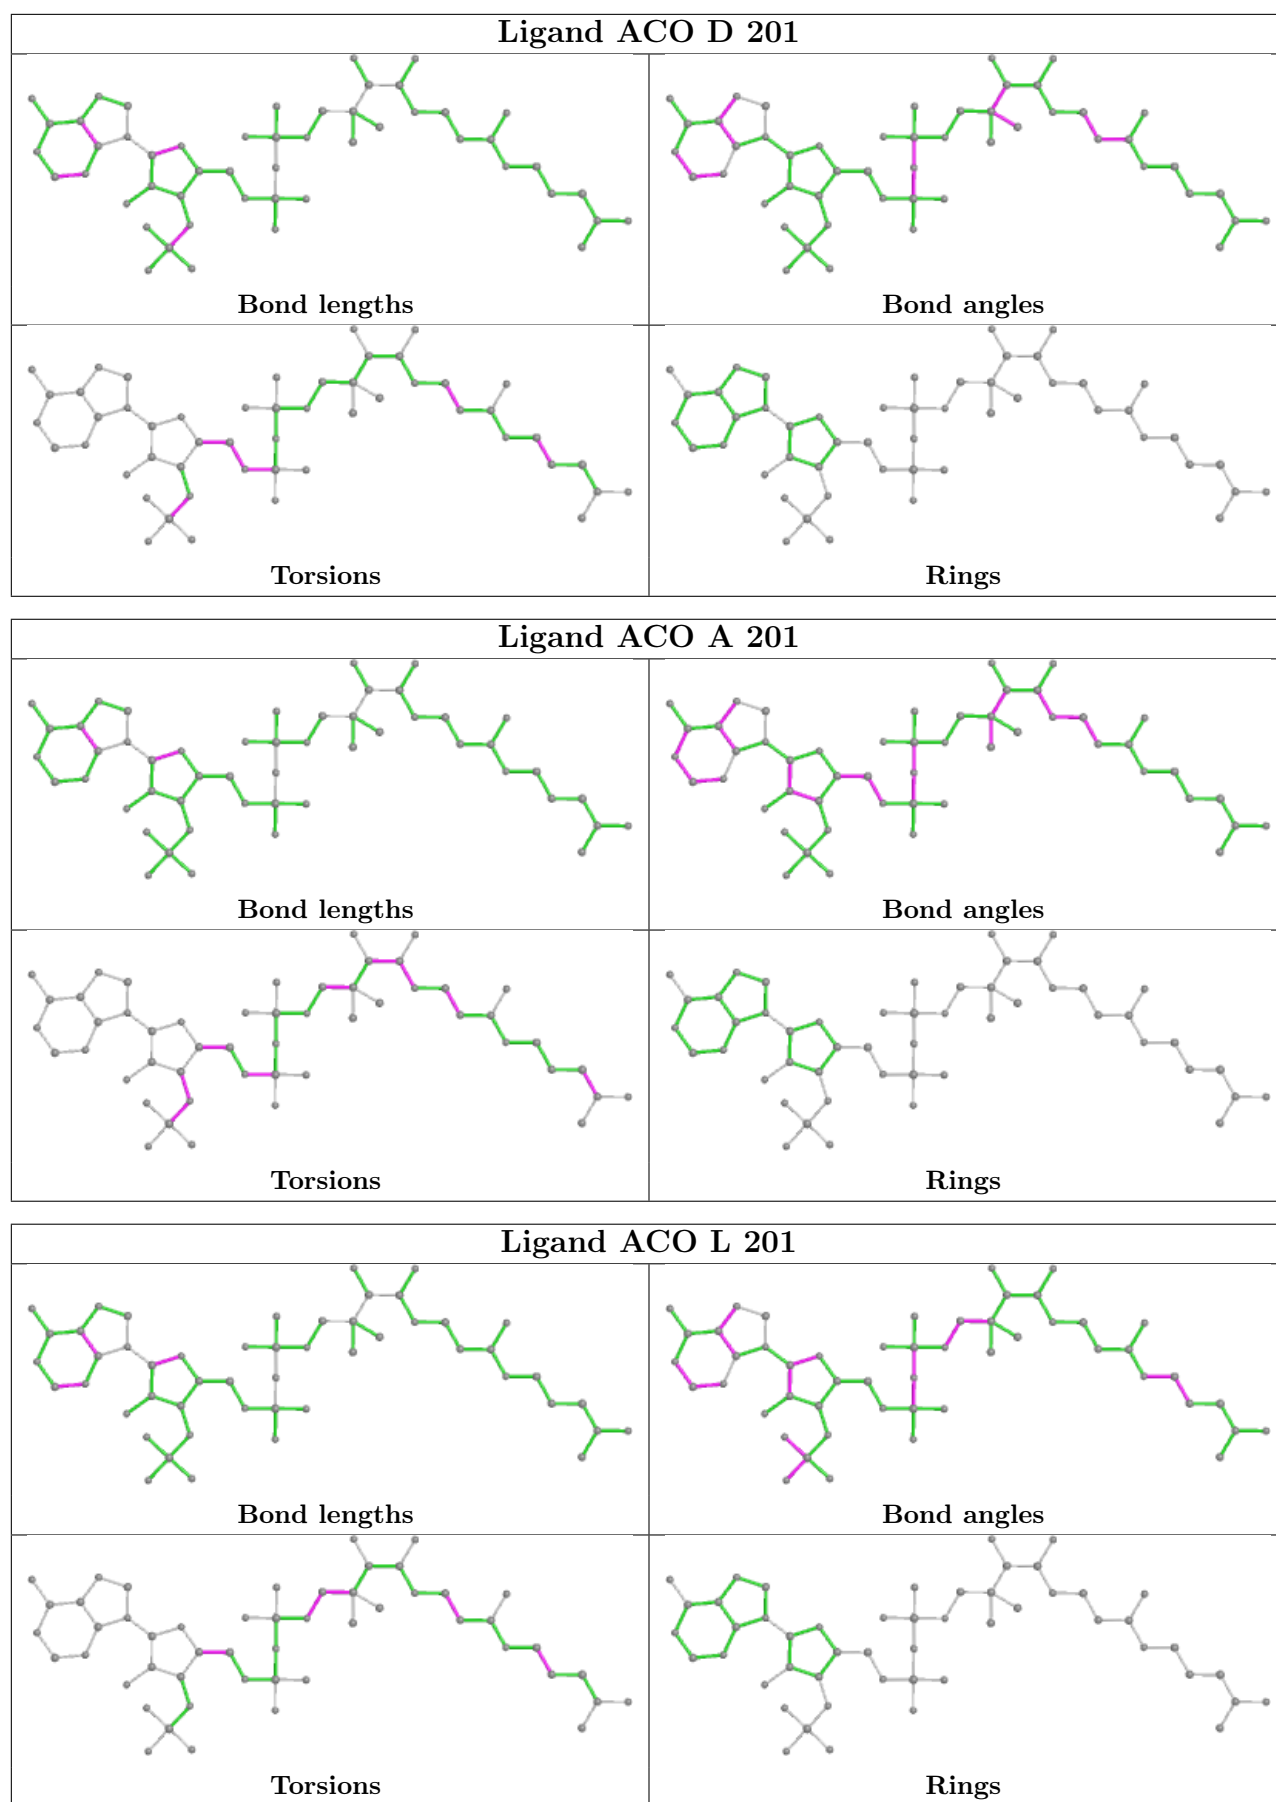 Ligand ACO D 201
Bond lengths
Bond angles
Torsions
Rings
Ligand ACO A 201
Bond lengths
Bond angles
Torsions
Rings
Ligand ACO L 201
Bond lengths
Bond angles
Torsions
Rings